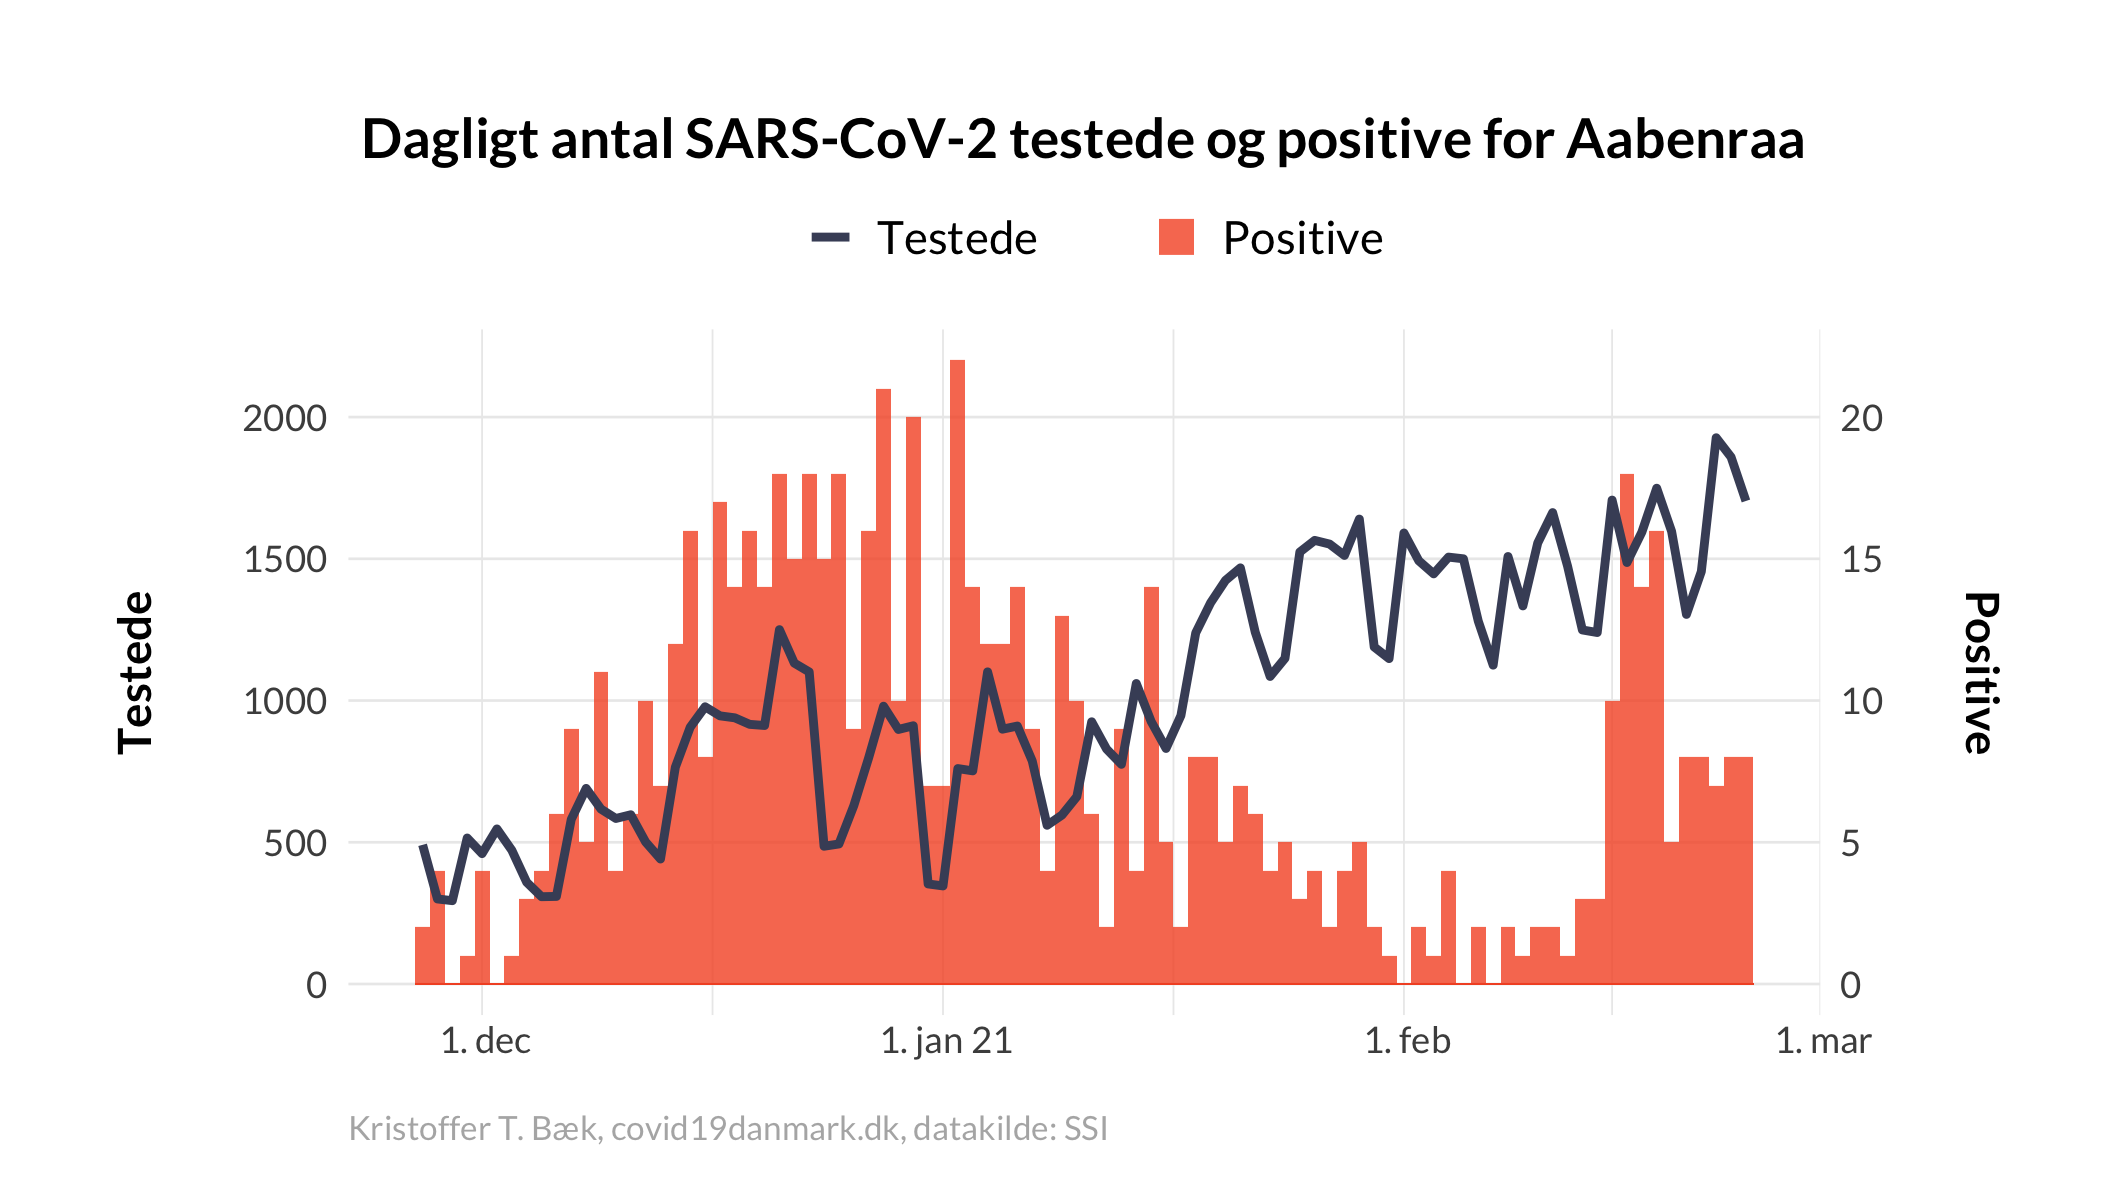 Dagligt antal SARS-CoV-2 testede og positive for Aabenraa
Testede Positive
2000 20
1500 15
1000 10
500 5
0 0
Testede
Positive
1. dec 1. jan 21 1. feb 1. mar
Kristoffer T. Bæk, covid19danmark.dk, datakilde: SSI